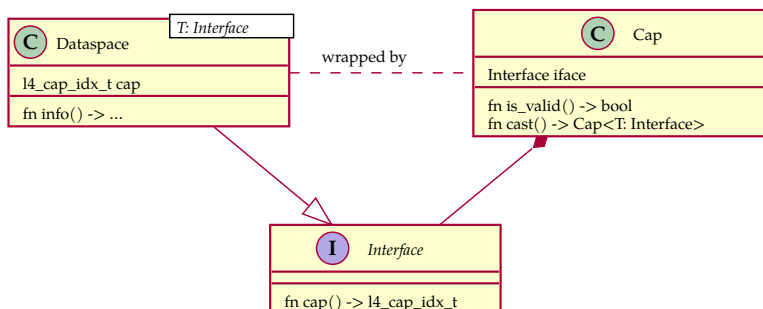 T: Interface
C Dataspace
l4_cap_idx_t cap
fn info() -> ...
wrapped by
C Cap
Interface iface
fn is_valid() -> bool
fn cast() -> Cap<T: Interface>
I Interface
fn cap() -> l4_cap_idx_t